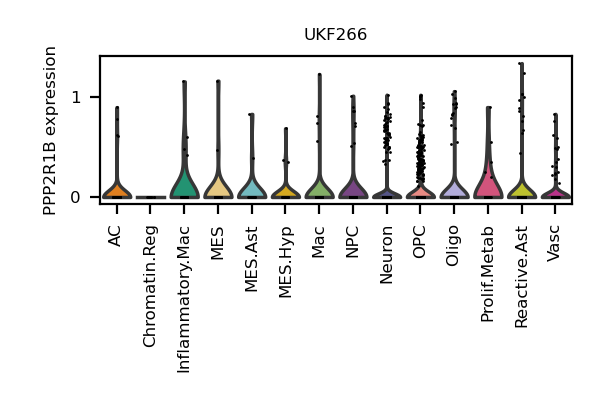 UKF266
PPP2R1B expression
1
0
AC
Chromatin.Reg
Inflammatory.Mac
MES
MES.Ast
MES.Hyp
Mac
NPC
Neuron
OPC
Oligo
Prolif.Metab
Reactive.Ast
Vasc